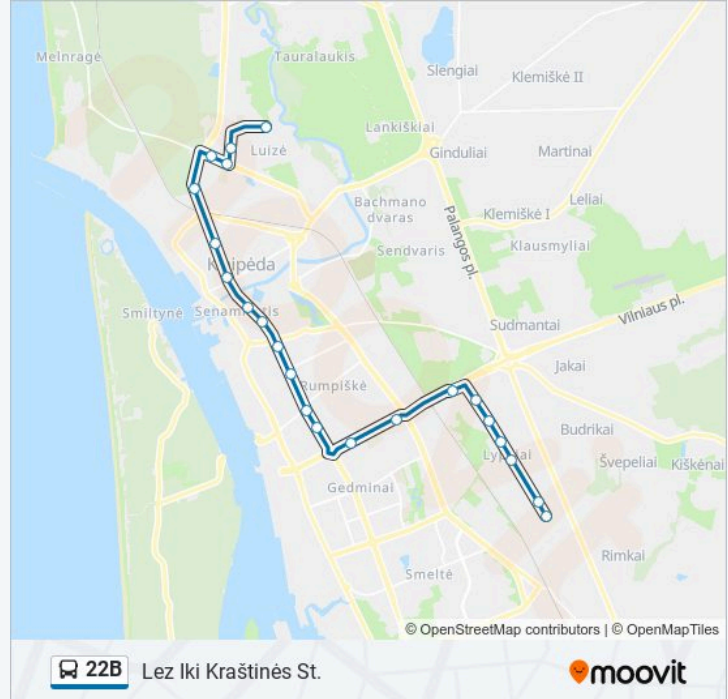 Melnragė
Tauralaukis
Slengiai
Klemiškė II
Lankiškiai
Luizė
Ginduliai
Martinai
Bachmano
dvaras
Leliai
Klemiškė I
Palangos pl.
Sendvaris
Klausmyliai
Klaipėda
Smiltynė
Senamiestis
Vilniaus pl.
Sudmantai
Jakai
Rumpiškė
Budrikai
Lypkiai
Švepeliai
Kiškėnai
Gedminai
Rimkai
Smeltė
© OpenStreetMap contributors | © OpenMapTiles
22B Lez Iki Kraštinės St.
moovit